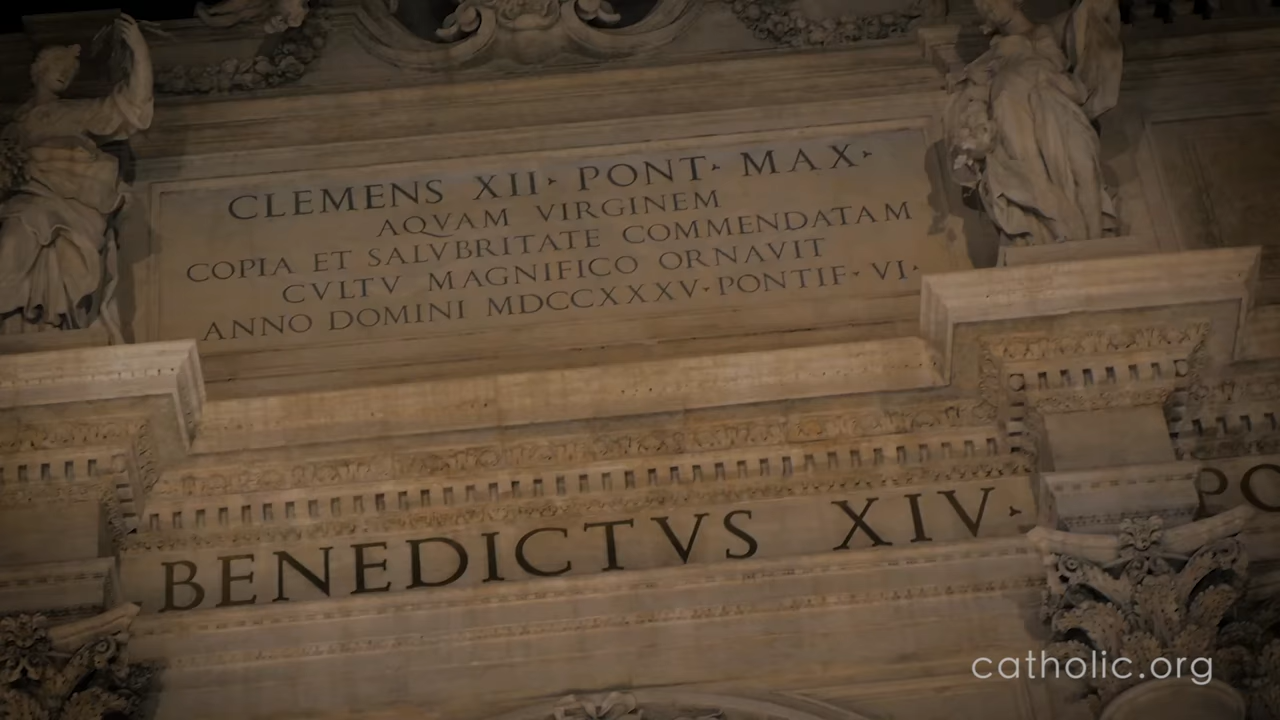 CLEMENS XII· PONT· MAX·
AQVAM VIRGINEM
COPIA ET SALVBRITATE COMMENDATAM
CVLTV MAGNIFICO ORNAVIT
ANNO DOMINI MDCCXXXV· PONTIF· VI·
BENEDICTVS XIV· PO
catholic.org